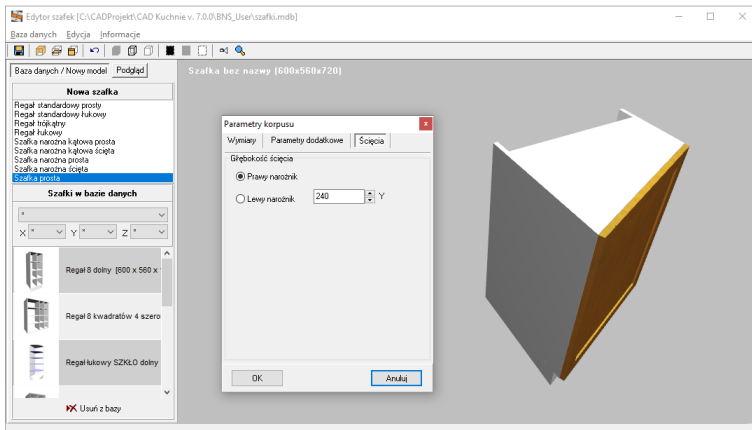 Edytor szafek [C:\CADProjekt\CAD Kuchnie v. 7.0.0\BNS_User\szafki.mdb]
Baza danych Edycja Informacje
Baza danych / Nowy model Podgląd
Szafka bez nazwy (600x560x720)
Nowa szafka
Regał standardowy prosty
Regał standardowy łukowy
Regał trójkątny
Regał łukowy
Szafka narożna kątowa prosta
Szafka narożna kątowa ścięta
Szafka narożna prosta
Szafka narożna ścięta
Szafka prosta
Szafki w bazie danych
*
X * Y * Z *
Regał 8 dolny [600 x 560 x
Regał 8 kwadratów 4 szero
Regał łukowy SZKŁO dolny
Usuń z bazy
Parametry korpusu
Wymiary Parametry dodatkowe Ścięcia
Głębokość ścięcia
Prawy narożnik
Lewy narożnik 240 Y
OK Anuluj